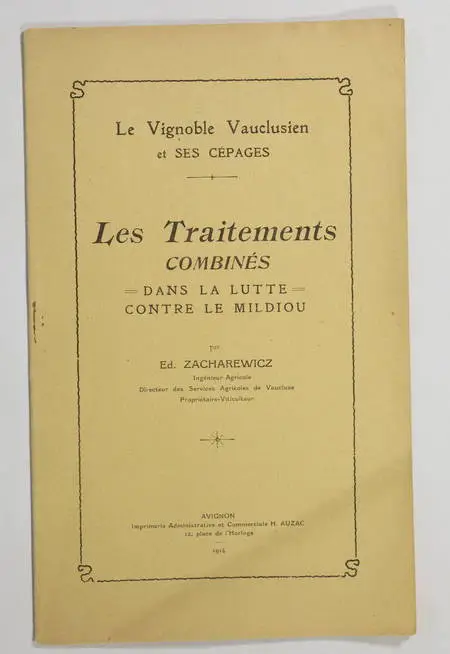 Le Vignoble Vauclusien
et SES CÉPAGES
Les Traitements
COMBINÉS
DANS LA LUTTE
CONTRE LE MILDIOU
par
Ed. ZACHAREWICZ
Ingénieur Agricole
Directeur des Services Agricoles de Vaucluse
Propriétaire-Viticulteur
AVIGNON
Imprimerie Administrative et Commerciale H. AUZAC
12, place de l'Horloge
1914